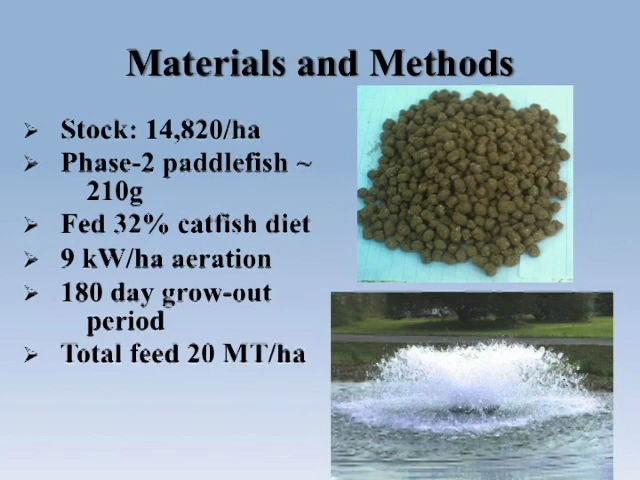 Materials and Methods
➢ Stock: 14,820/ha
➢ Phase-2 paddlefish ~
210g
➢ Fed 32% catfish diet
➢ 9 kW/ha aeration
➢ 180 day grow-out
period
➢ Total feed 20 MT/ha